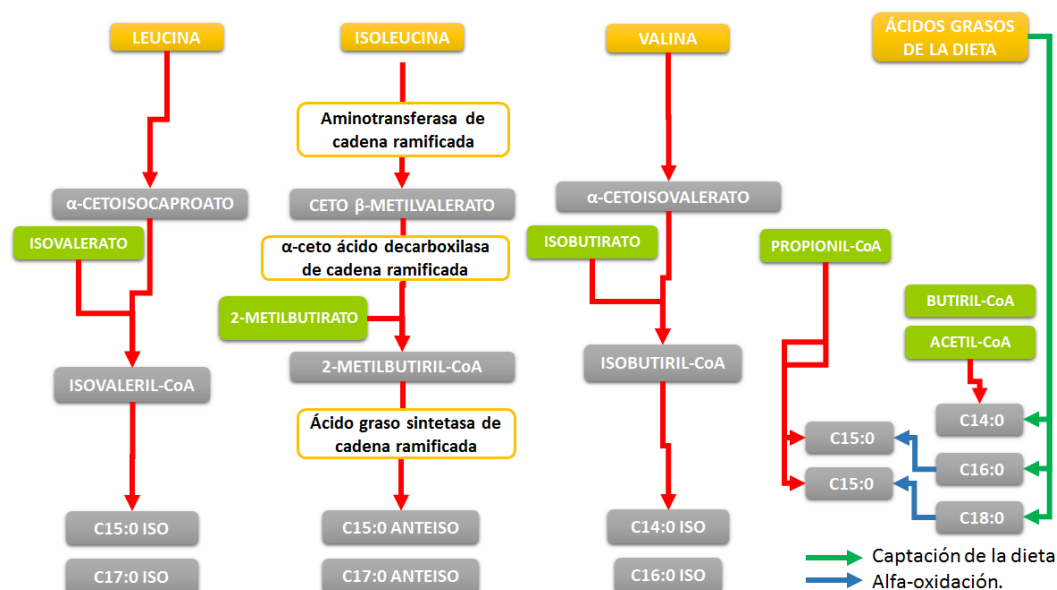 LEUCINA
ISOLEUCINA
VALINA
ÁCIDOS GRASOS
DE LA DIETA
Aminotransferasa de
cadena ramificada
α-CETOISOCAPROATO
CETO β-METILVALERATO
α-CETOISOVALERATO
ISOVALERATO
α-ceto ácido decarboxilasa
de cadena ramificada
ISOBUTIRATO
PROPIONIL-CoA
2-METILBUTIRATO
BUTIRIL-CoA
ACETIL-CoA
ISOVALERIL-CoA
2-METILBUTIRIL-CoA
ISOBUTIRIL-CoA
Ácido graso sintetasa de
cadena ramificada
C14:0
C15:0
C16:0
C15:0
C18:0
C15:0 ISO
C15:0 ANTEISO
C14:0 ISO
C17:0 ISO
C17:0 ANTEISO
C16:0 ISO
Captación de la dieta
Alfa-oxidación.